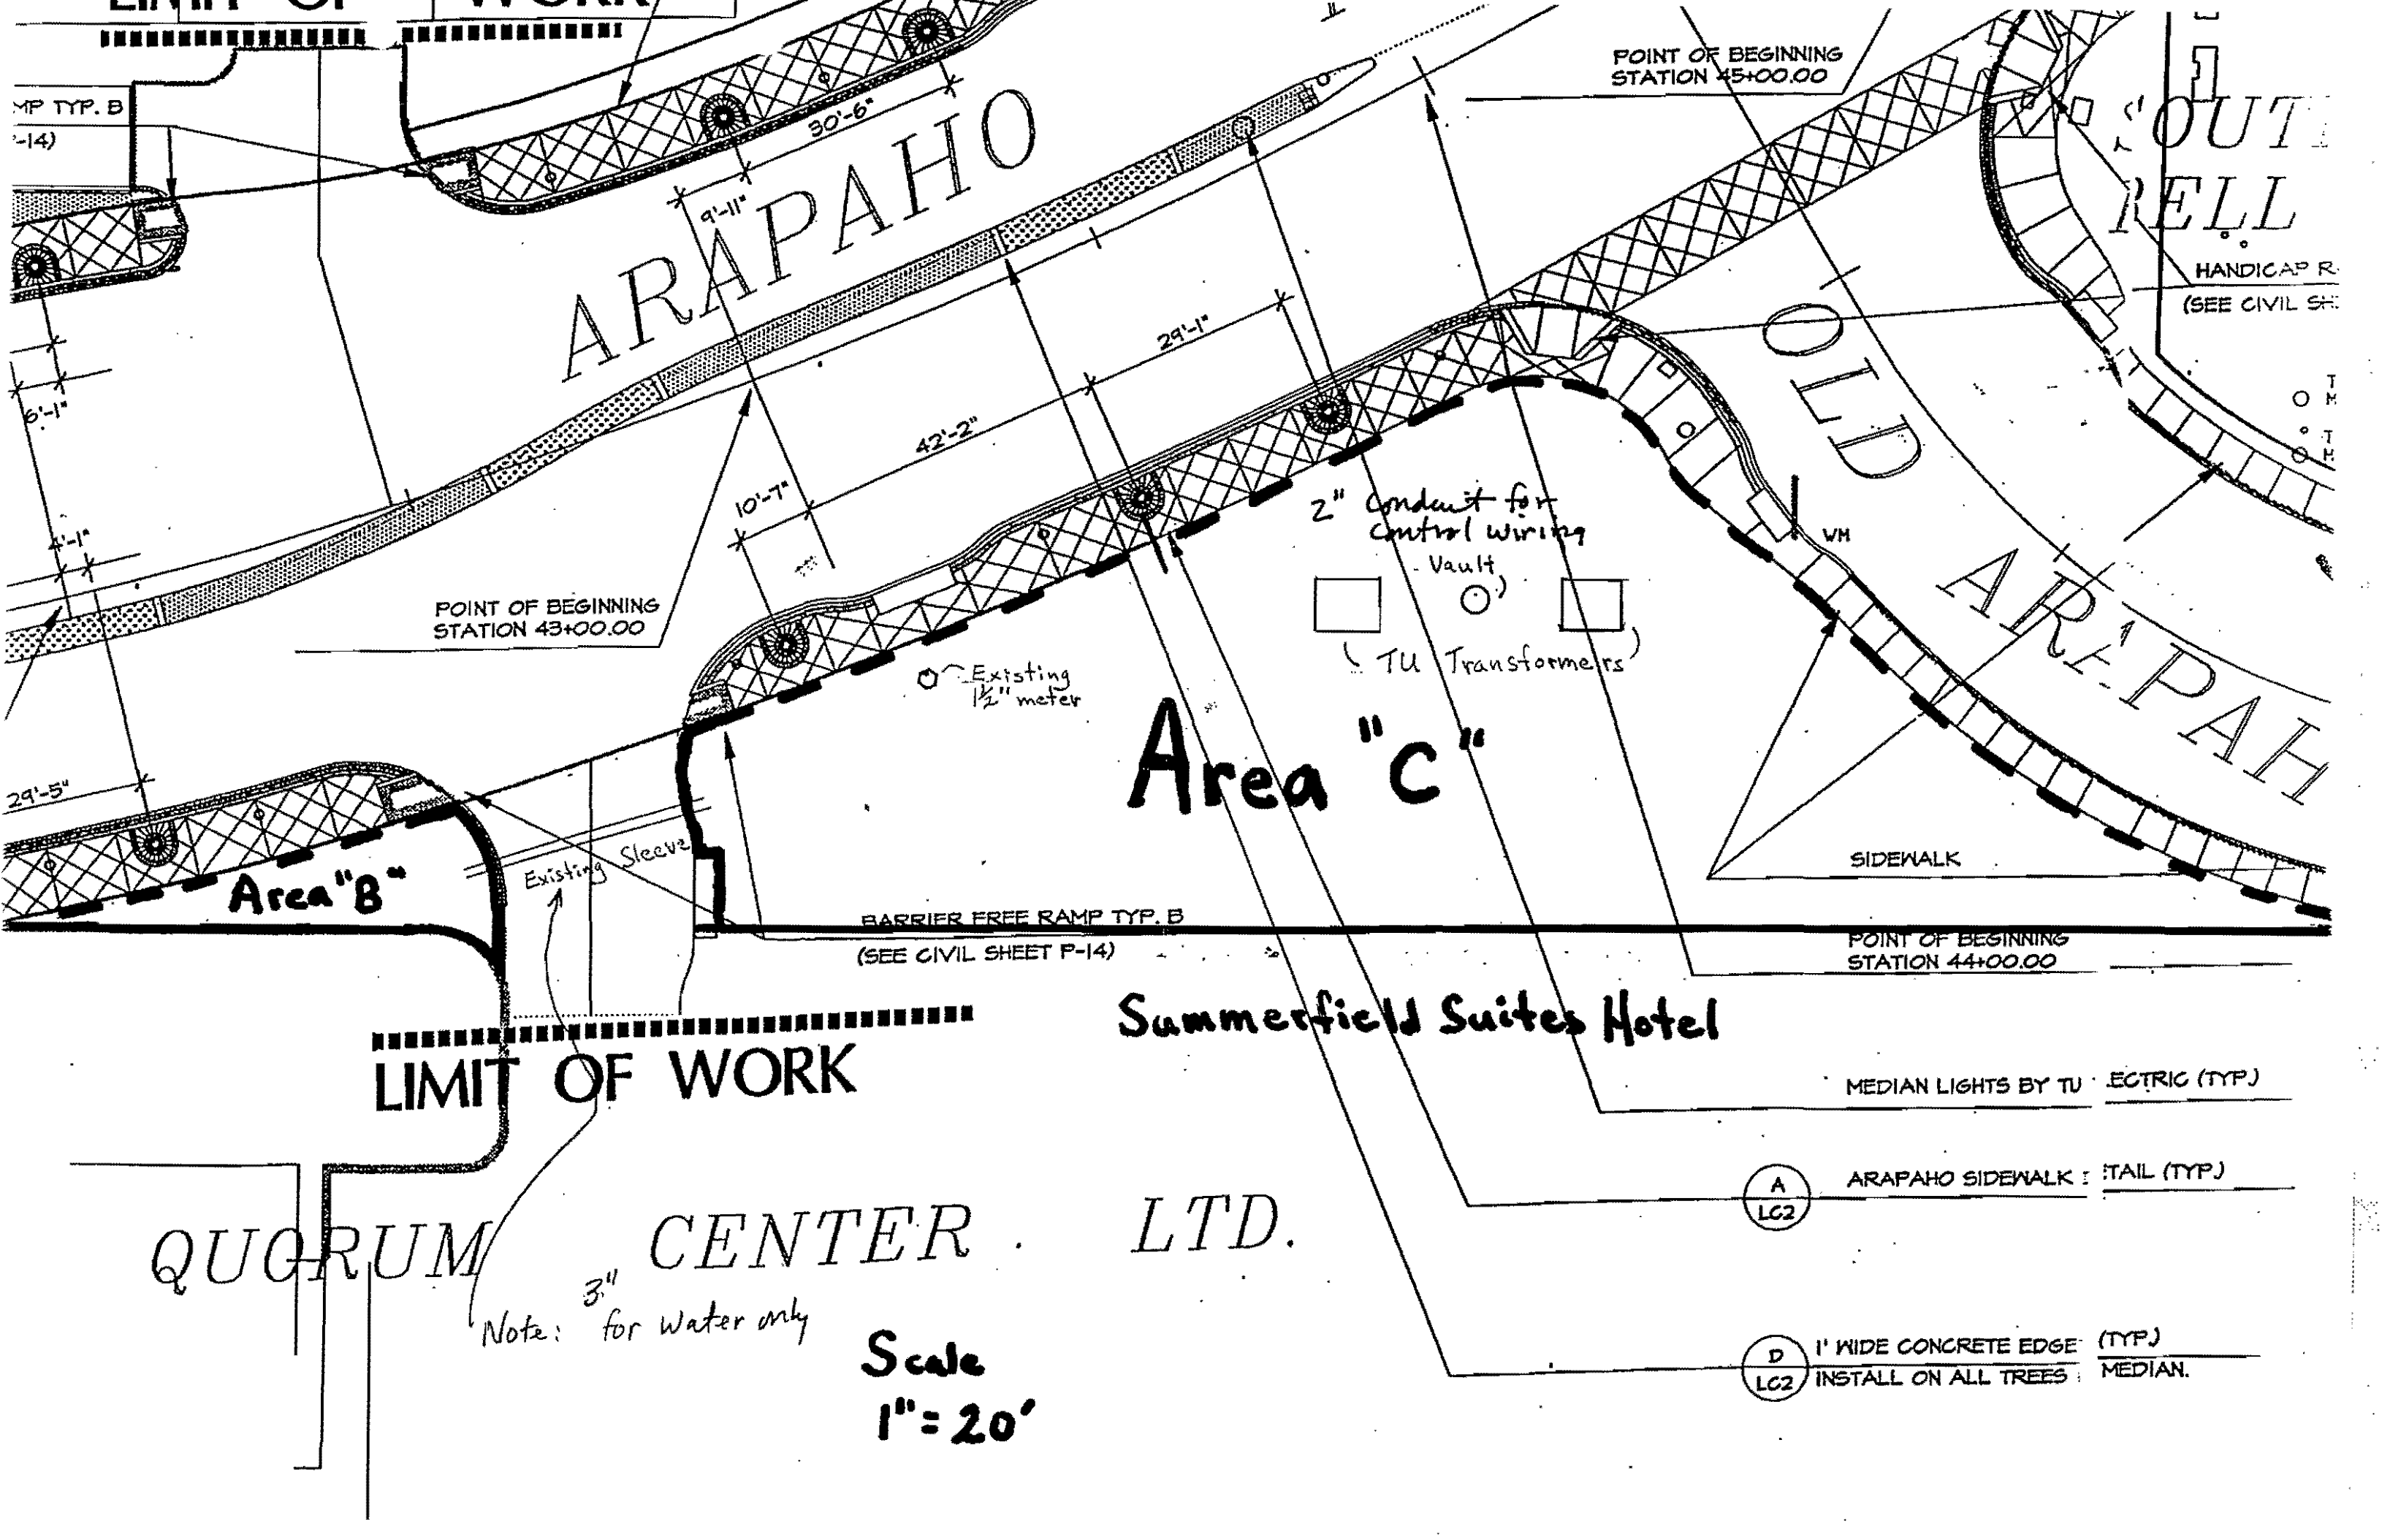 LIMIT OF WORK
MP TYP. B
-14)
30'-6"
9'-11"
ARAPAHO
POINT OF BEGINNING
STATION 45+00.00
SOUT
RELL
HANDICAP R
(SEE CIVIL SH
6'-1"
29'-1"
42'-2"
10'-7"
4'-1"
OLD
ARAPAH
2" Conduit for
control wiring
Vault
WM
POINT OF BEGINNING
STATION 43+00.00
TU Transformers
Existing
1½" meter
Area "C"
29'-5"
Area "B"
Existing Sleeve
SIDEWALK
BARRIER FREE RAMP TYP. B
(SEE CIVIL SHEET P-14)
POINT OF BEGINNING
STATION 44+00.00
Summerfield Suites Hotel
LIMIT OF WORK
MEDIAN LIGHTS BY TU ECTRIC (TYP.)
A
LC2
ARAPAHO SIDEWALK TAIL (TYP.)
QUORUM CENTER LTD.
Note: 3" for water only
Scale
1"=20'
D
LC2
1' WIDE CONCRETE EDGE (TYP.)
INSTALL ON ALL TREES MEDIAN.